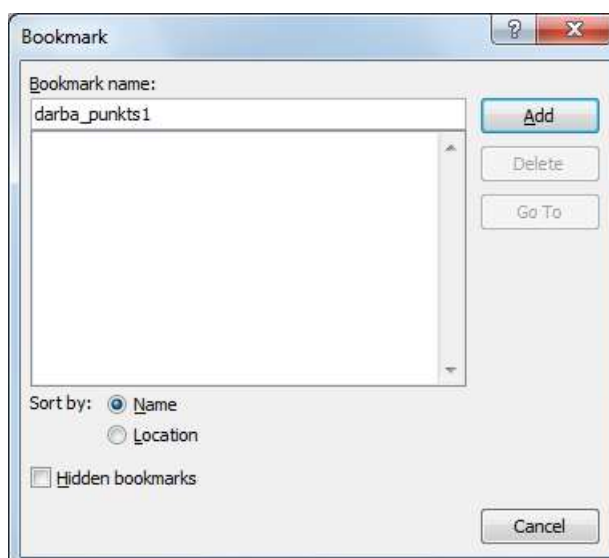 Bookmark
Bookmark name:
darba_punkts1
Add
Delete
Go To
Sort by: Name
Location
Hidden bookmarks
Cancel